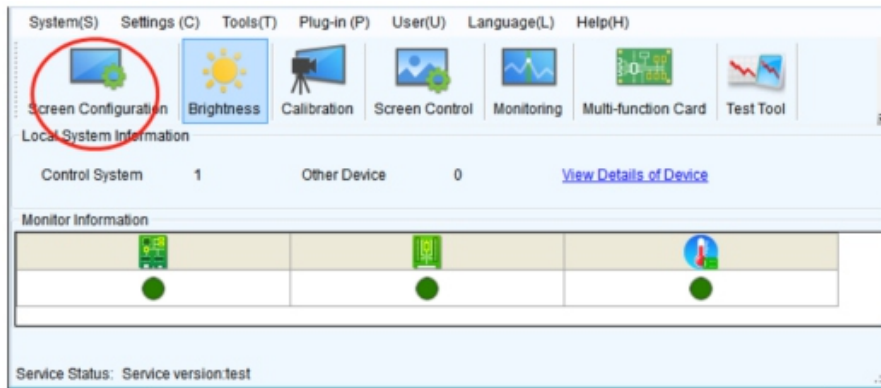 System(S) Settings (C) Tools(T) Plug-in (P) User(U) Language(L) Help(H)
Screen Configuration Brightness Calibration Screen Control Monitoring Multi-function Card Test Tool
Local System Information
Control System 1 Other Device 0 View Details of Device
Monitor Information
Service Status: Service version:test